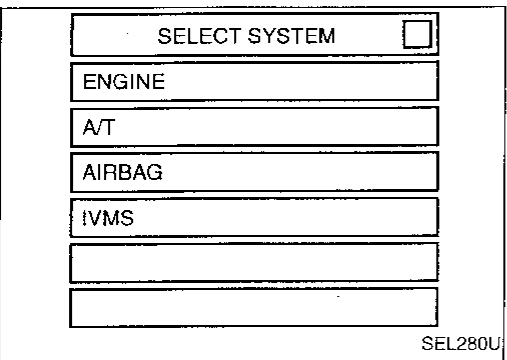 SELECT SYSTEM
ENGINE
A/T
AIRBAG
IVMS
SEL280U